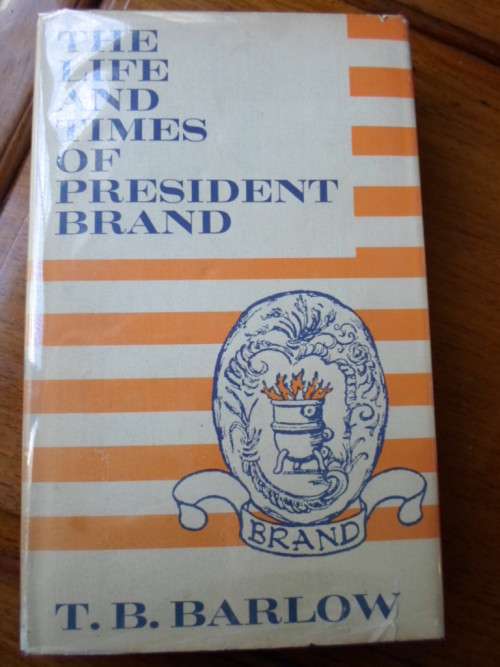 THE
LIFE
AND
TIMES
OF
PRESIDENT
BRAND
BRAND
T. B. BARLOW